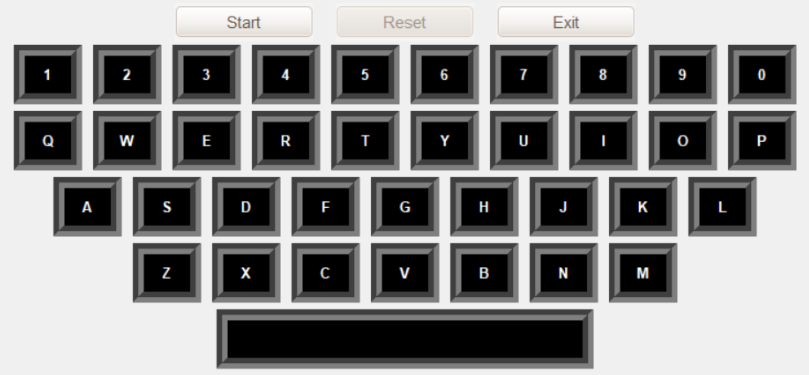 Start Reset Exit
1 2 3 4 5 6 7 8 9 0
Q W E R T Y U I O P
A S D F G H J K L
Z X C V B N M